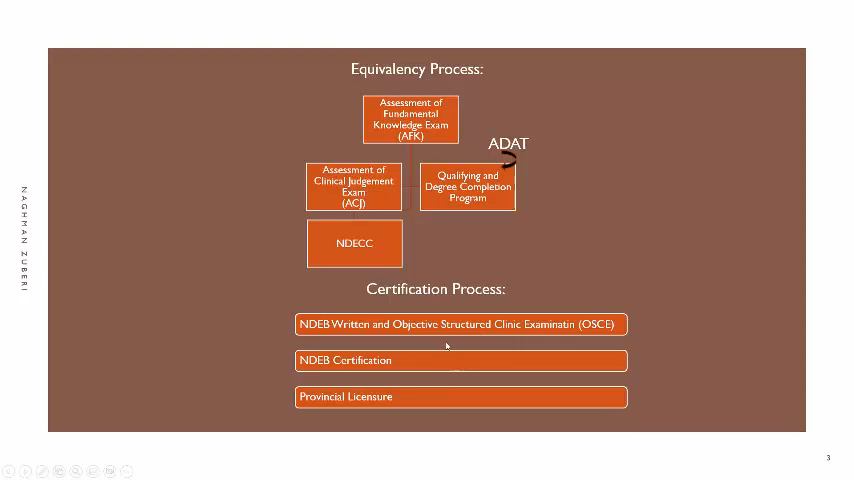 Equivalency Process:
Assessment of
Fundamental
Knowledge Exam
(AFK)
ADAT
Assessment of
Clinical Judgement
Exam
(ACJ)
Qualifying and
Degree Completion
Program
NDECC
Certification Process:
NDEB Written and Objective Structured Clinic Examinatin (OSCE)
NDEB Certification
Provincial Licensure
NAGHMAN ZUBERI
3